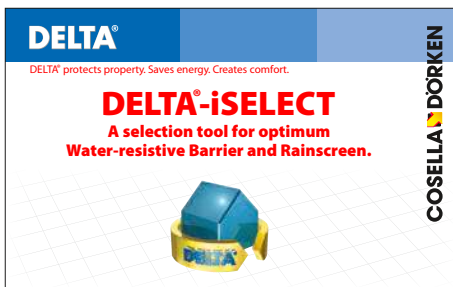 DELTA®
DELTA® protects property. Saves energy. Creates comfort.
DELTA®-iSELECT
A selection tool for optimum
Water-resistive Barrier and Rainscreen.
DELTA
COSELLA DÖRKEN